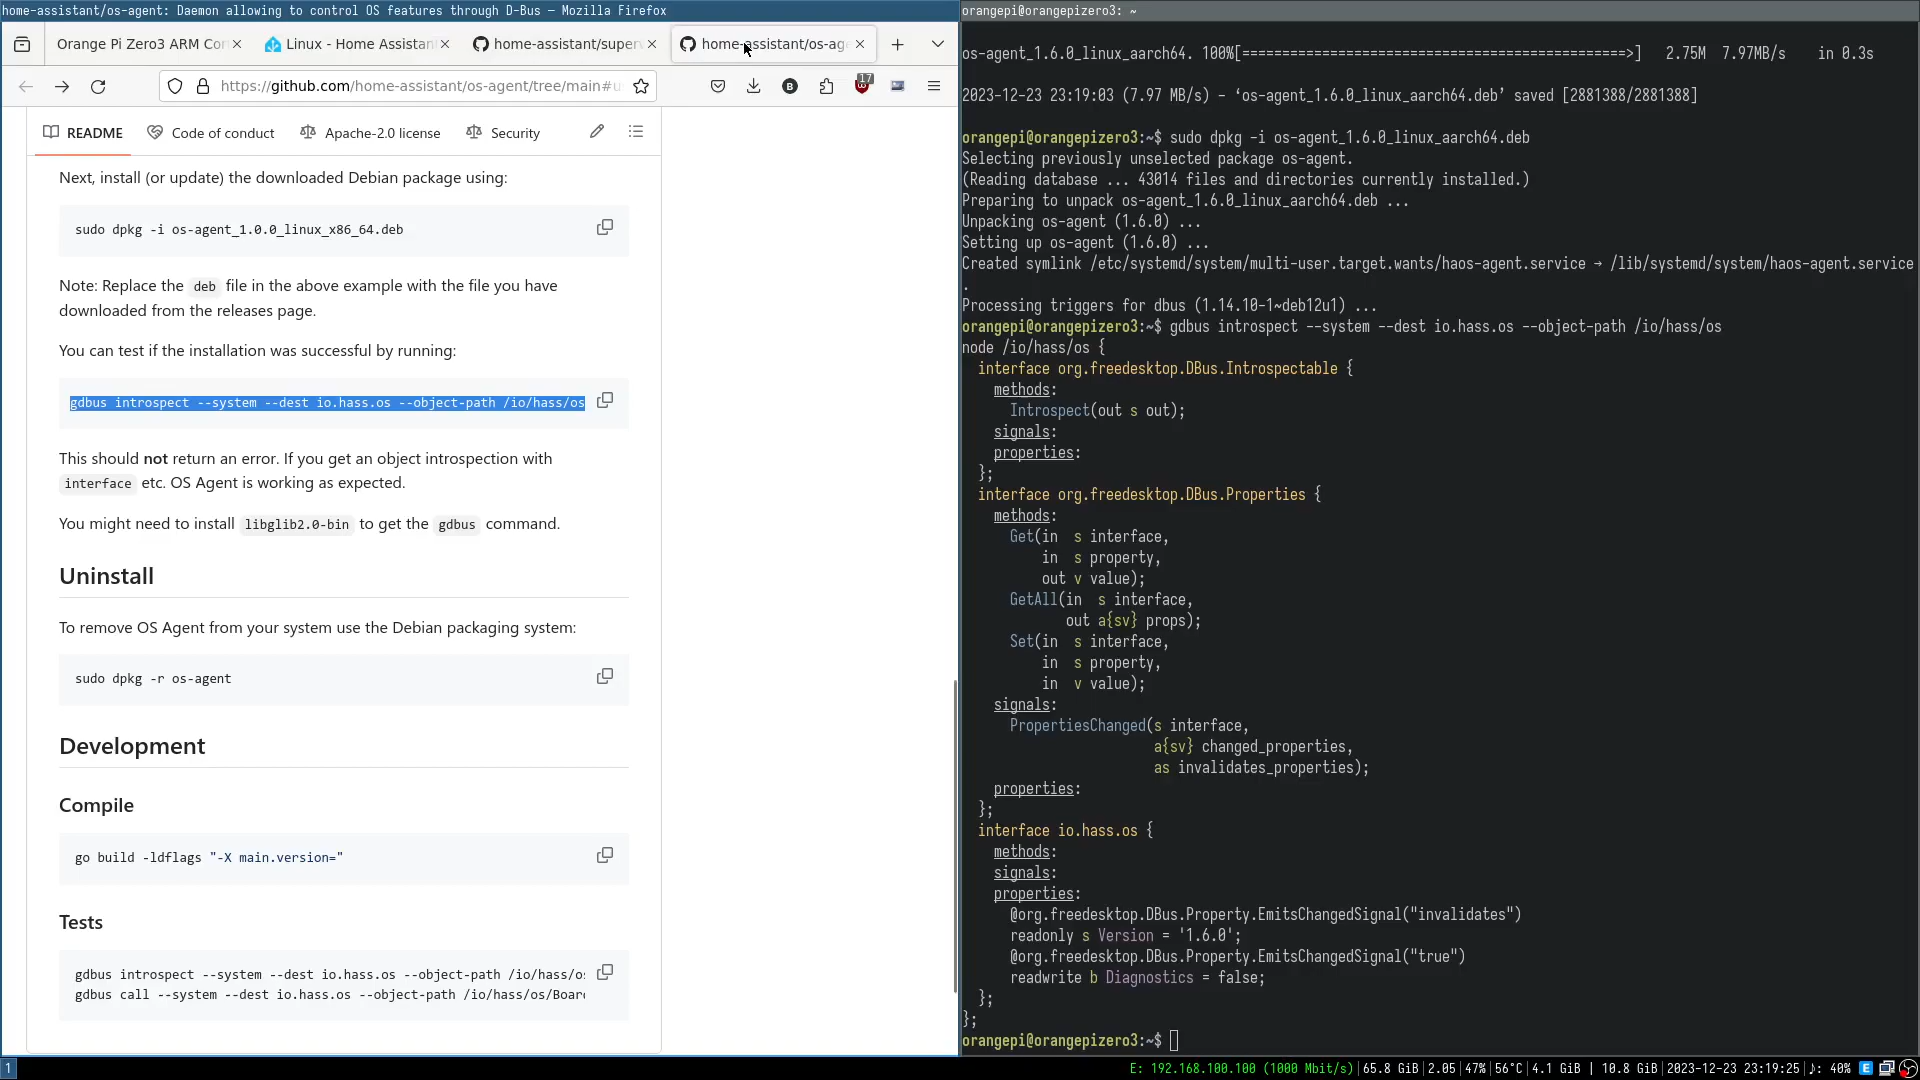 home-assistant/os-agent: Daemon allowing to control OS features through D-Bus — Mozilla Firefox
Orange Pi Zero3 ARM Cor
Linux - Home Assistan
home-assistant/super
home-assistant/os-age
https://github.com/home-assistant/os-agent/tree/main#u
17
README
Code of conduct
Apache-2.0 license
Security
Next, install (or update) the downloaded Debian package using:
sudo dpkg -i os-agent_1.0.0_linux_x86_64.deb
Note: Replace the deb file in the above example with the file you have
downloaded from the releases page.
You can test if the installation was successful by running:
gdbus introspect --system --dest io.hass.os --object-path /io/hass/os
This should not return an error. If you get an object introspection with
interface etc. OS Agent is working as expected.
You might need to install libglib2.0-bin to get the gdbus command.
Uninstall
To remove OS Agent from your system use the Debian packaging system:
sudo dpkg -r os-agent
Development
Compile
go build -ldflags "-X main.version="
Tests
gdbus introspect --system --dest io.hass.os --object-path /io/hass/os
gdbus call --system --dest io.hass.os --object-path /io/hass/os/Boar
orangepi@orangepizero3: ~
os-agent_1.6.0_linux_aarch64. 100%[================================================>] 2.75M 7.97MB/s in 0.3s
2023-12-23 23:19:03 (7.97 MB/s) - ‘os-agent_1.6.0_linux_aarch64.deb’ saved [2881388/2881388]
orangepi@orangepizero3:~$ sudo dpkg -i os-agent_1.6.0_linux_aarch64.deb
Selecting previously unselected package os-agent.
(Reading database ... 43014 files and directories currently installed.)
Preparing to unpack os-agent_1.6.0_linux_aarch64.deb ...
Unpacking os-agent (1.6.0) ...
Setting up os-agent (1.6.0) ...
Created symlink /etc/systemd/system/multi-user.target.wants/haos-agent.service → /lib/systemd/system/haos-agent.service
.
Processing triggers for dbus (1.14.10-1~deb12u1) ...
orangepi@orangepizero3:~$ gdbus introspect --system --dest io.hass.os --object-path /io/hass/os
node /io/hass/os {
interface org.freedesktop.DBus.Introspectable {
methods:
Introspect(out s out);
signals:
properties:
};
interface org.freedesktop.DBus.Properties {
methods:
Get(in s interface,
in s property,
out v value);
GetAll(in s interface,
out a{sv} props);
Set(in s interface,
in s property,
in v value);
signals:
PropertiesChanged(s interface,
a{sv} changed_properties,
as invalidates_properties);
properties:
};
interface io.hass.os {
methods:
signals:
properties:
@org.freedesktop.DBus.Property.EmitsChangedSignal("invalidates")
readonly s Version = '1.6.0';
@org.freedesktop.DBus.Property.EmitsChangedSignal("true")
readwrite b Diagnostics = false;
};
};
orangepi@orangepizero3:~$
1
E: 192.168.100.100 (1000 Mbit/s)|65.8 GiB|2.05|47%|56°C|4.1 GiB | 10.8 GiB|2023-12-23 23:19:25|♪: 40%